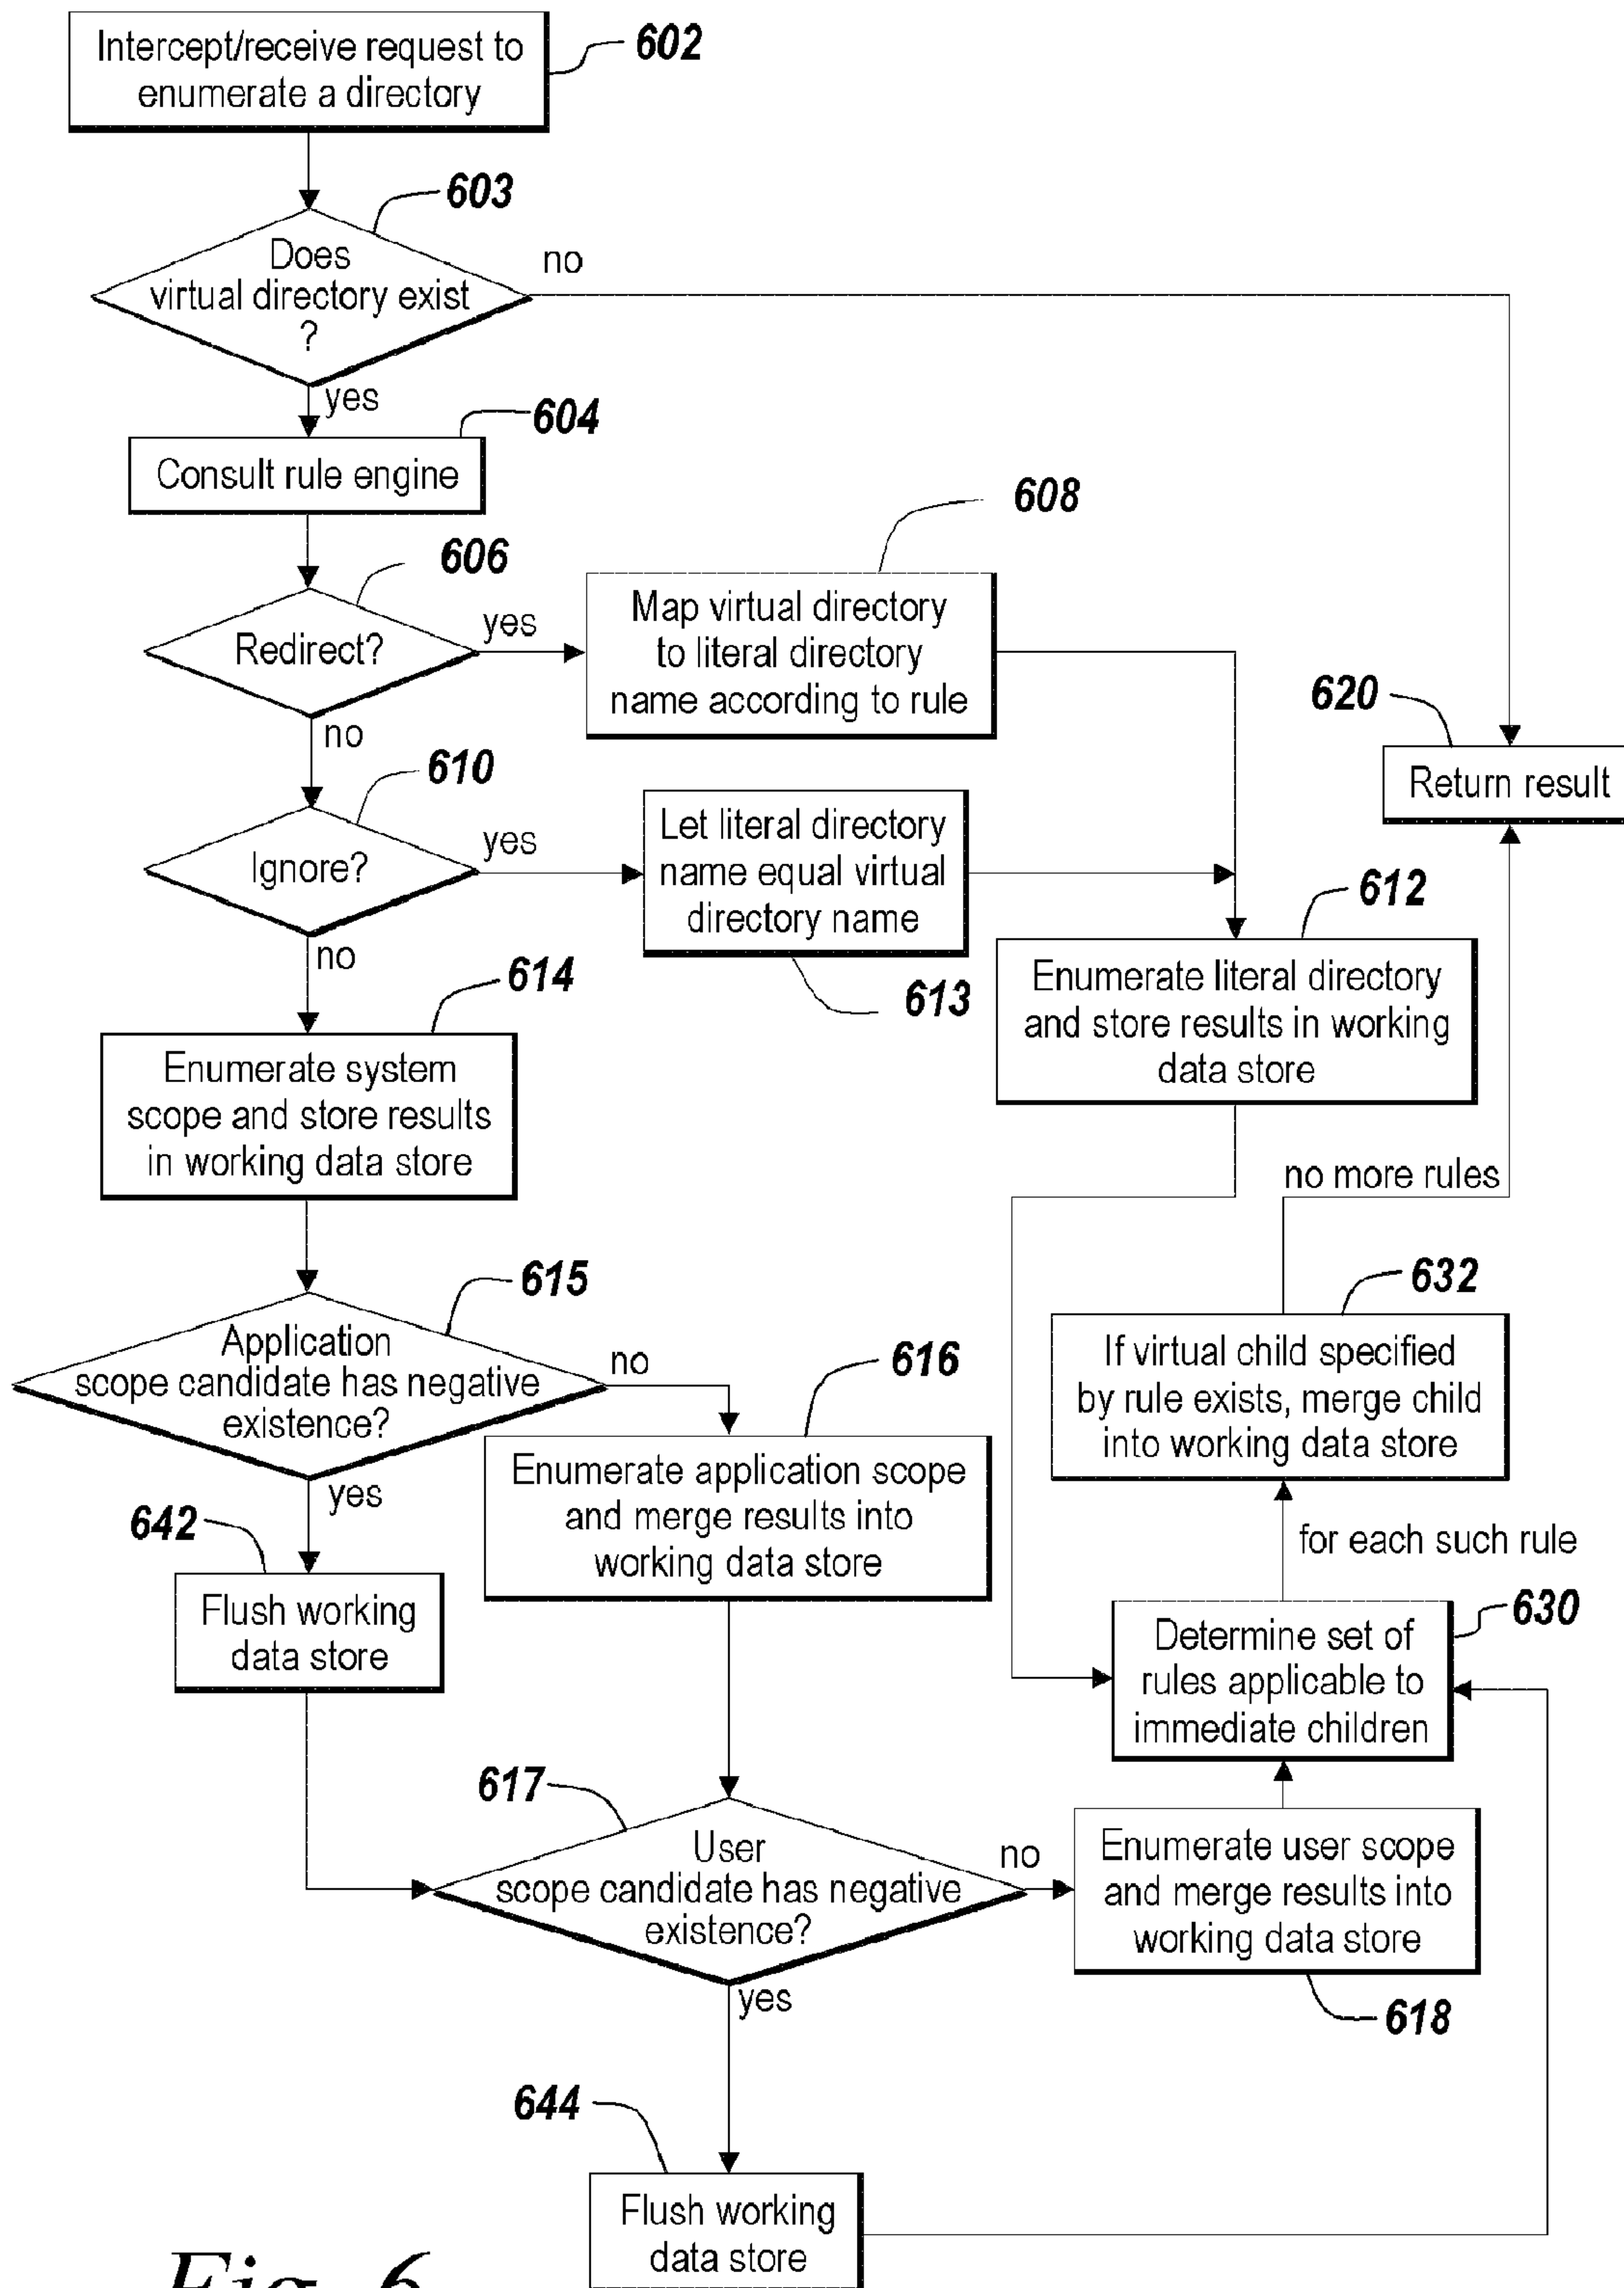 Intercept/receive request to
enumerate a directory
602
603
Does
virtual directory exist
?
no
yes
604
Consult rule engine
606
608
Redirect?
yes
Map virtual directory
to literal directory
name according to rule
no
620
Return result
610
Ignore?
yes
Let literal directory
name equal virtual
directory name
613
no
612
Enumerate literal directory
and store results in working
data store
614
Enumerate system
scope and store results
in working data store
no more rules
615
Application
scope candidate has negative
existence?
no
616
Enumerate application scope
and merge results into
working data store
632
If virtual child specified
by rule exists, merge child
into working data store
yes
642
Flush working
data store
for each such rule
630
Determine set of
rules applicable to
immediate children
617
User
scope candidate has negative
existence?
no
Enumerate user scope
and merge results into
working data store
618
yes
644
Flush working
data store
Fig. 6